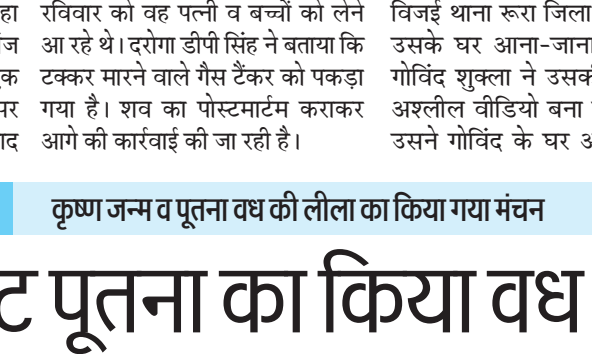 हा
ज
क
पर
ाद
रविवार को वह पत्नी व बच्चों को लेने
आ रहे थे। दरोगा डीपी सिंह ने बताया कि
टक्कर मारने वाले गैस टैंकर को पकड़ा
गया है। शव का पोस्टमार्टम कराकर
आगे की कार्रवाई की जा रही है।
विजई थाना रूरा जिला
उसके घर आना-जाना
गोविंद शुक्ला ने उसकी
अश्लील वीडियो बना
उसने गोविंद के घर
कृष्ण जन्म व पूतना वध की लीला का किया गया मंचन
ट पूतना का किया वध